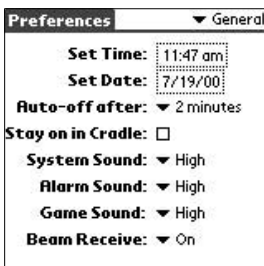 Preferences General
Set Time: 11:47 am
Set Date: 7/19/00
Auto-off after: 2 minutes
Stay on in Cradle:
System Sound: High
Alarm Sound: High
Game Sound: High
Beam Receive: On